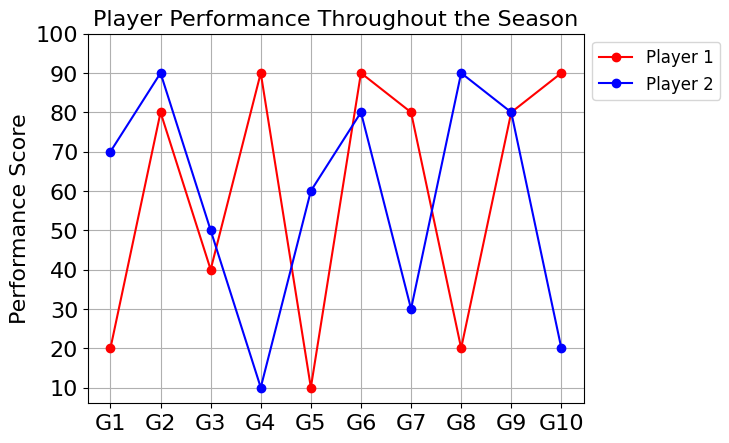 Player Performance Throughout the Season
Performance Score
100
90
80
70
60
50
40
30
20
10
G1 G2 G3 G4 G5 G6 G7 G8 G9 G10
Player 1
Player 2